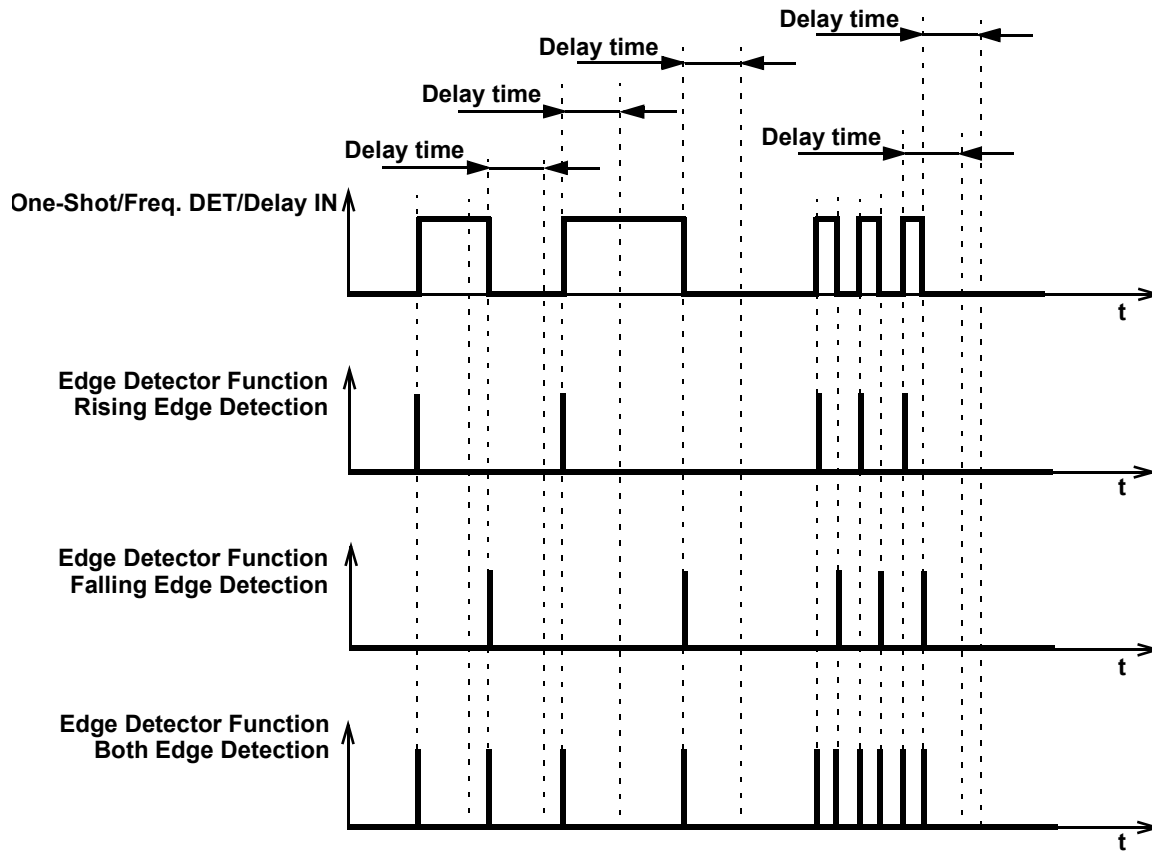 Delay time
Delay time
Delay time
Delay time
Delay time
One-Shot/Freq. DET/Delay IN
t
Edge Detector Function
Rising Edge Detection
t
Edge Detector Function
Falling Edge Detection
t
Edge Detector Function
Both Edge Detection
t